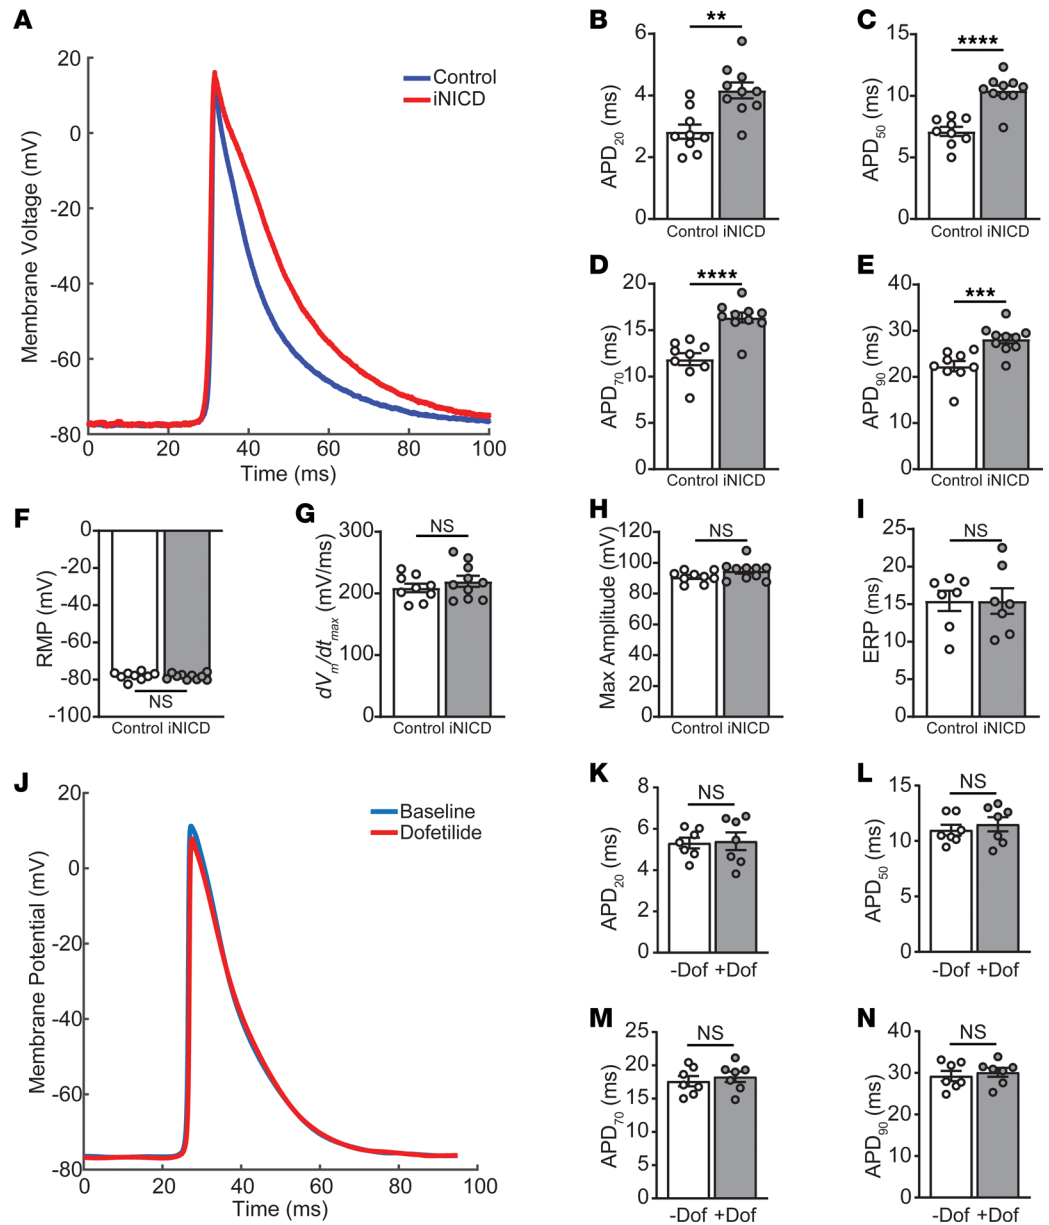 A
20
0
-20
-40
-60
-80
Membrane Voltage (mV)
0 20 40 60 80 100
Time (ms)
Control
iNICD
B
**
6
4
2
0
APD20 (ms)
Control iNICD
C
****
15
10
5
0
APD50 (ms)
Control iNICD
D
****
20
15
10
5
0
APD70 (ms)
Control iNICD
E
***
40
30
20
10
0
APD90 (ms)
Control iNICD
F
0
-20
-40
-60
-80
-100
RMP (mV)
NS
Control iNICD
G
NS
300
200
100
0
dVm/dtmax (mV/ms)
Control iNICD
H
NS
120
100
80
60
40
20
0
Max Amplitude (mV)
Control iNICD
I
NS
25
20
15
10
5
0
ERP (ms)
Control iNICD
J
20
0
-20
-40
-60
-80
Membrane Potential (mV)
0 20 40 60 80 100
Time (ms)
Baseline
Dofetilide
K
NS
8
6
4
2
0
APD20 (ms)
-Dof +Dof
L
NS
15
10
5
0
APD50 (ms)
-Dof +Dof
M
NS
25
20
15
10
5
0
APD70 (ms)
-Dof +Dof
N
NS
40
30
20
10
0
APD90 (ms)
-Dof +Dof